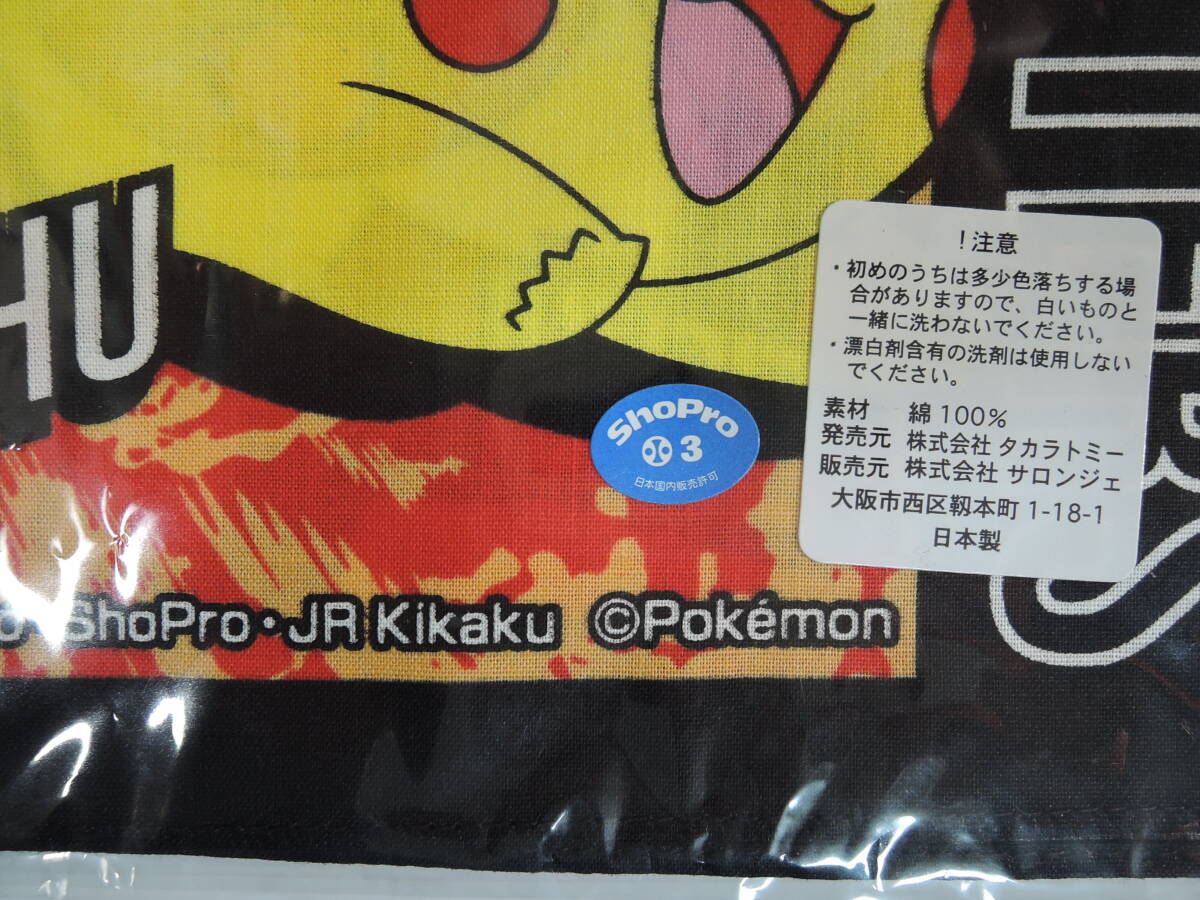 HU
！注意
・初めのうちは多少色落ちする場
合がありますので、白いものと
一緒に洗わないでください。
・漂白剤含有の洗剤は使用しない
でください。
素材 綿 100%
発売元 株式会社 タカラトミー
販売元 株式会社 サロンジェ
大阪市西区靱本町 1-18-1
日本製
ShoPro
3
日本国内販売許可
ShoPro・JR Kikaku ©Pokémon